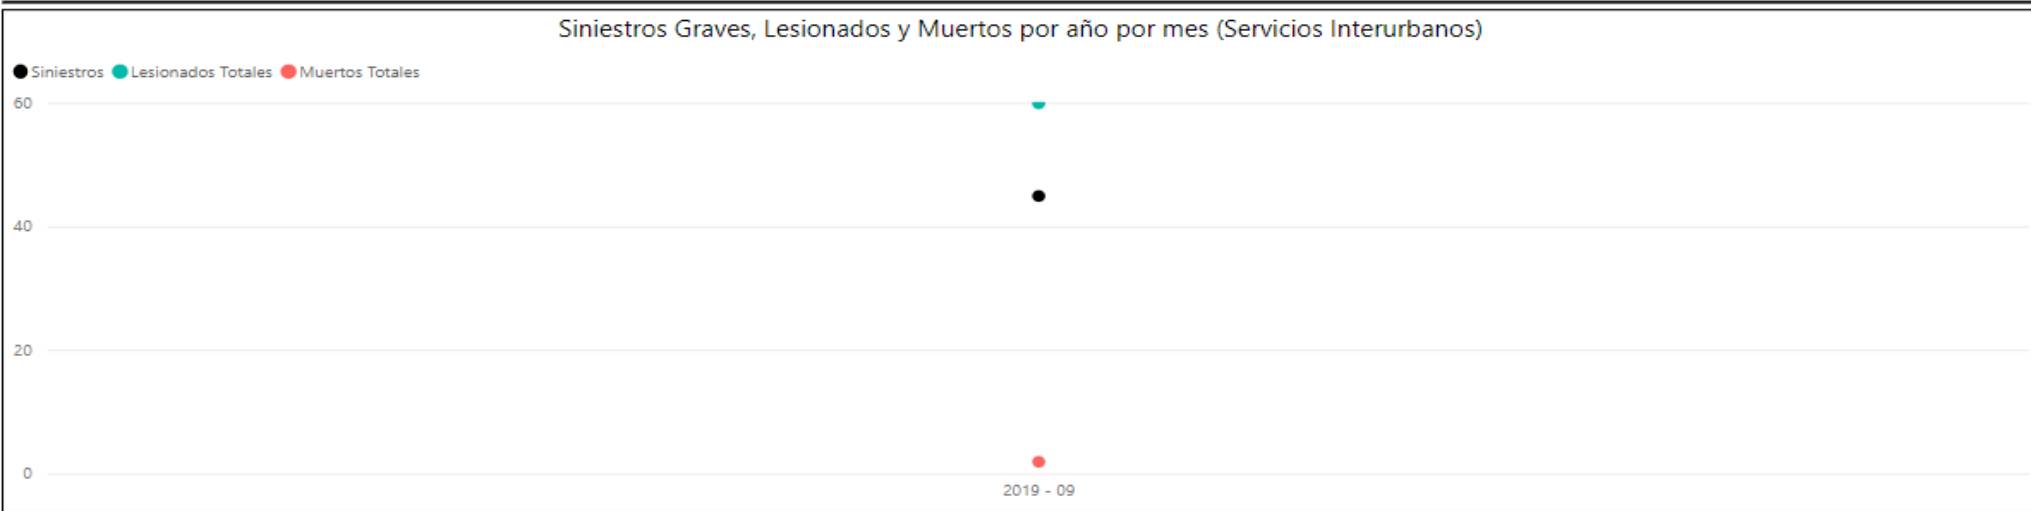 Siniestros Graves, Lesionados y Muertos por año por mes (Servicios Interurbanos)
Siniestros Lesionados Totales Muertos Totales
60
40
20
0
2019 - 09